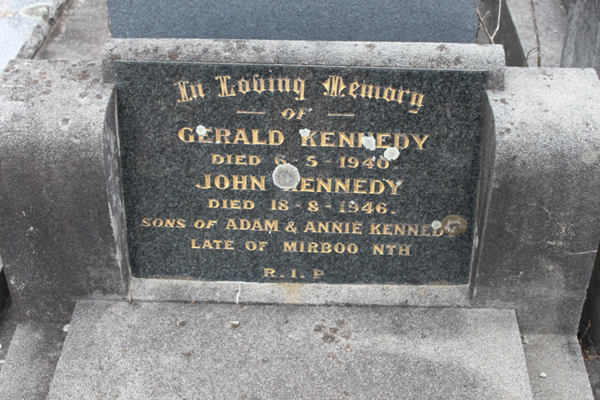 In Loving Memory
— OF —
GERALD KENNEDY
DIED 6-5-1940.
JOHN KENNEDY
DIED 18-8-1946.
SONS OF ADAM & ANNIE KENNEDY
LATE OF MIRBOO NTH
R.I.P